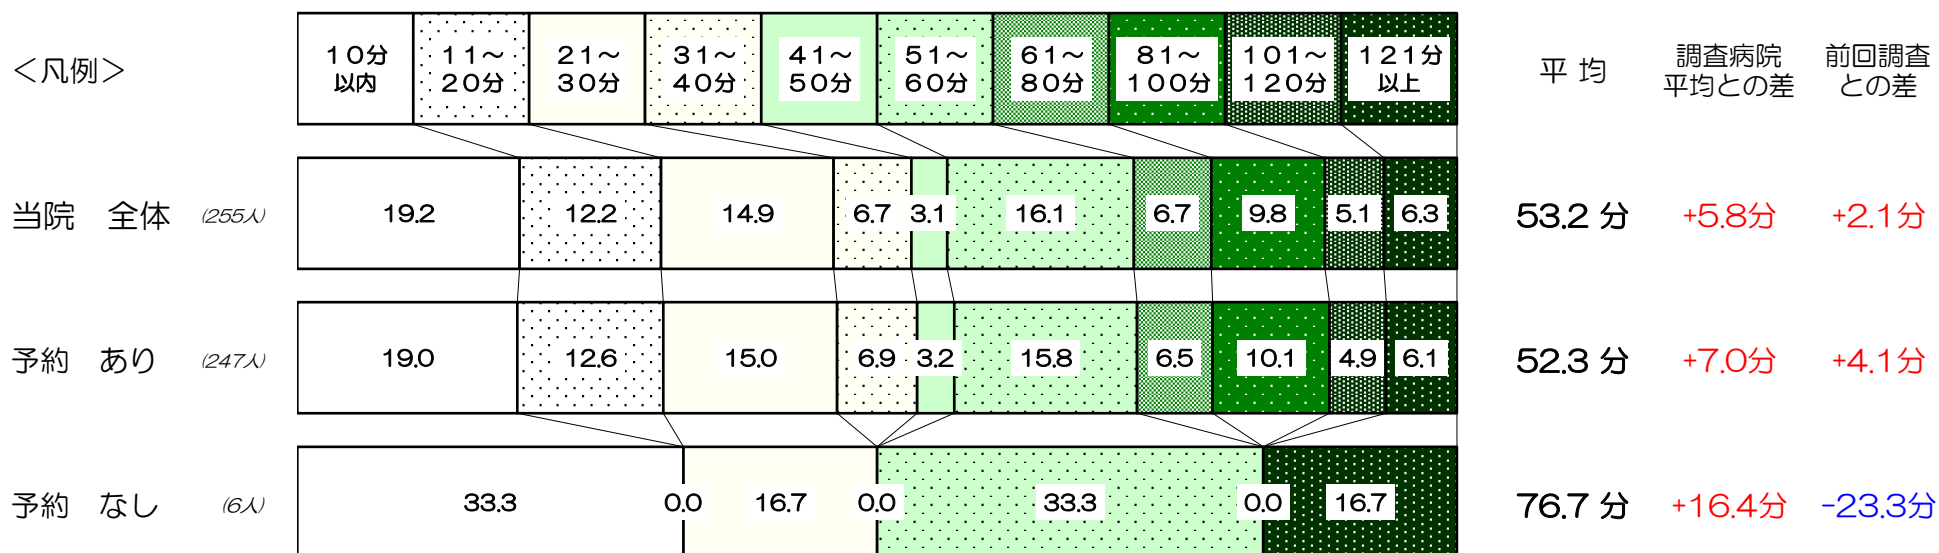 ＜凡例＞
１０分以内
１１～２０分
２１～３０分
３１～４０分
４１～５０分
５１～６０分
６１～８０分
８１～１００分
１０１～１２０分
１２１分以上
平 均
調査病院平均との差
前回調査との差
当院　全体 (255人) 19.2 12.2 14.9 6.7 3.1 16.1 6.7 9.8 5.1 6.3 53.2 分 +5.8分 +2.1分
予約　あり (247人) 19.0 12.6 15.0 6.9 3.2 15.8 6.5 10.1 4.9 6.1 52.3 分 +7.0分 +4.1分
予約　なし (6人) 33.3 0.0 16.7 0.0 33.3 0.0 16.7 76.7 分 +16.4分 -23.3分